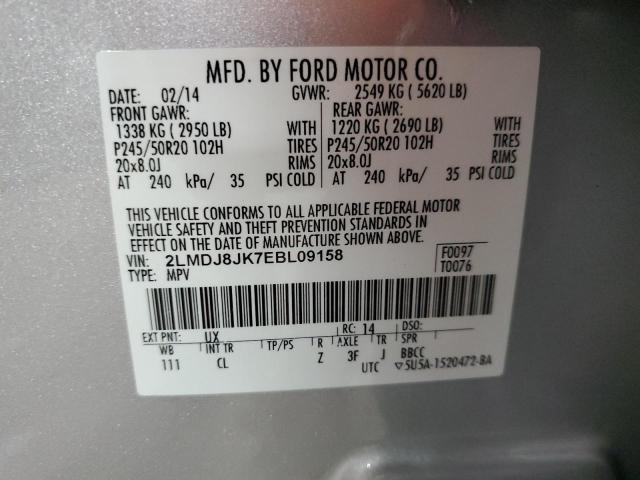 MFD. BY FORD MOTOR CO.
DATE: 02/14 GVWR: 2549 KG ( 5620 LB)
FRONT GAWR: REAR GAWR:
1338 KG ( 2950 LB) WITH 1220 KG ( 2690 LB) WITH
P245/50R20 102H TIRES P245/50R20 102H TIRES
20x8.0J RIMS 20x8.0J RIMS
AT 240 kPa/ 35 PSI COLD AT 240 kPa/ 35 PSI COLD
THIS VEHICLE CONFORMS TO ALL APPLICABLE FEDERAL MOTOR
VEHICLE SAFETY AND THEFT PREVENTION STANDARDS IN
EFFECT ON THE DATE OF MANUFACTURE SHOWN ABOVE.
VIN: 2LMDJ8JK7EBL09158 F0097
TYPE: MPV T0076
EXT PNT: UX RC: 14 DSO:
WB INT TR TP/PS R AXLE TR SPR
111 CL Z 3F J BBCC
UTC ▽5U5A-1520472-BA